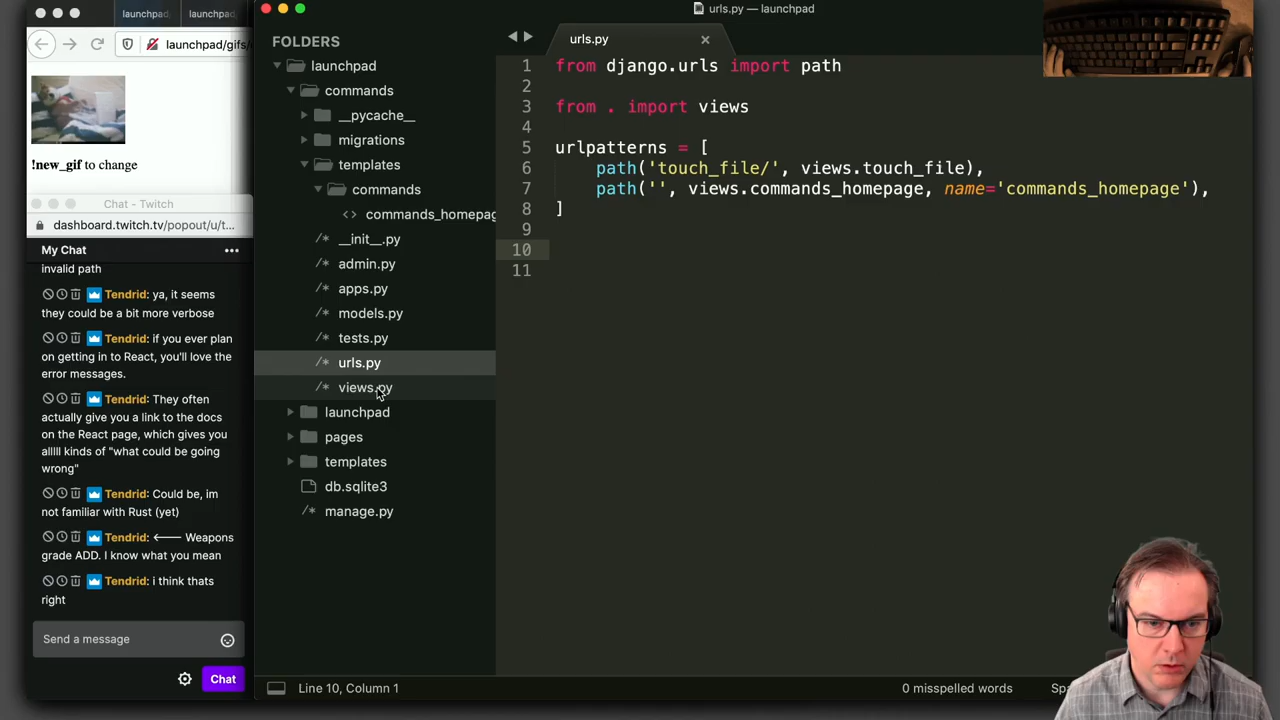 launchpad
launchpad
launchpad/gifs/
!new_gif to change
Chat - Twitch
dashboard.twitch.tv/popout/u/t...
My Chat
invalid path
Tendrid: ya, it seems
they could be a bit more verbose
Tendrid: if you ever plan
on getting in to React, you'll love the
error messages.
Tendrid: They often
actually give you a link to the docs
on the React page, which gives you
alllll kinds of "what could be going
wrong"
Tendrid: Could be, im
not familiar with Rust (yet)
Tendrid: <--- Weapons
grade ADD. I know what you mean
Tendrid: i think thats
right
Send a message
Chat
urls.py — launchpad
FOLDERS
launchpad
commands
__pycache__
migrations
templates
commands
<> commands_homepag
/* __init__.py
/* admin.py
/* apps.py
/* models.py
/* tests.py
/* urls.py
/* views.py
launchpad
pages
templates
db.sqlite3
/* manage.py
urls.py
1 from django.urls import path
2
3 from . import views
4
5 urlpatterns = [
6 path('touch_file/', views.touch_file),
7 path('', views.commands_homepage, name='commands_homepage'),
8 ]
9
10
11
Line 10, Column 1
0 misspelled words